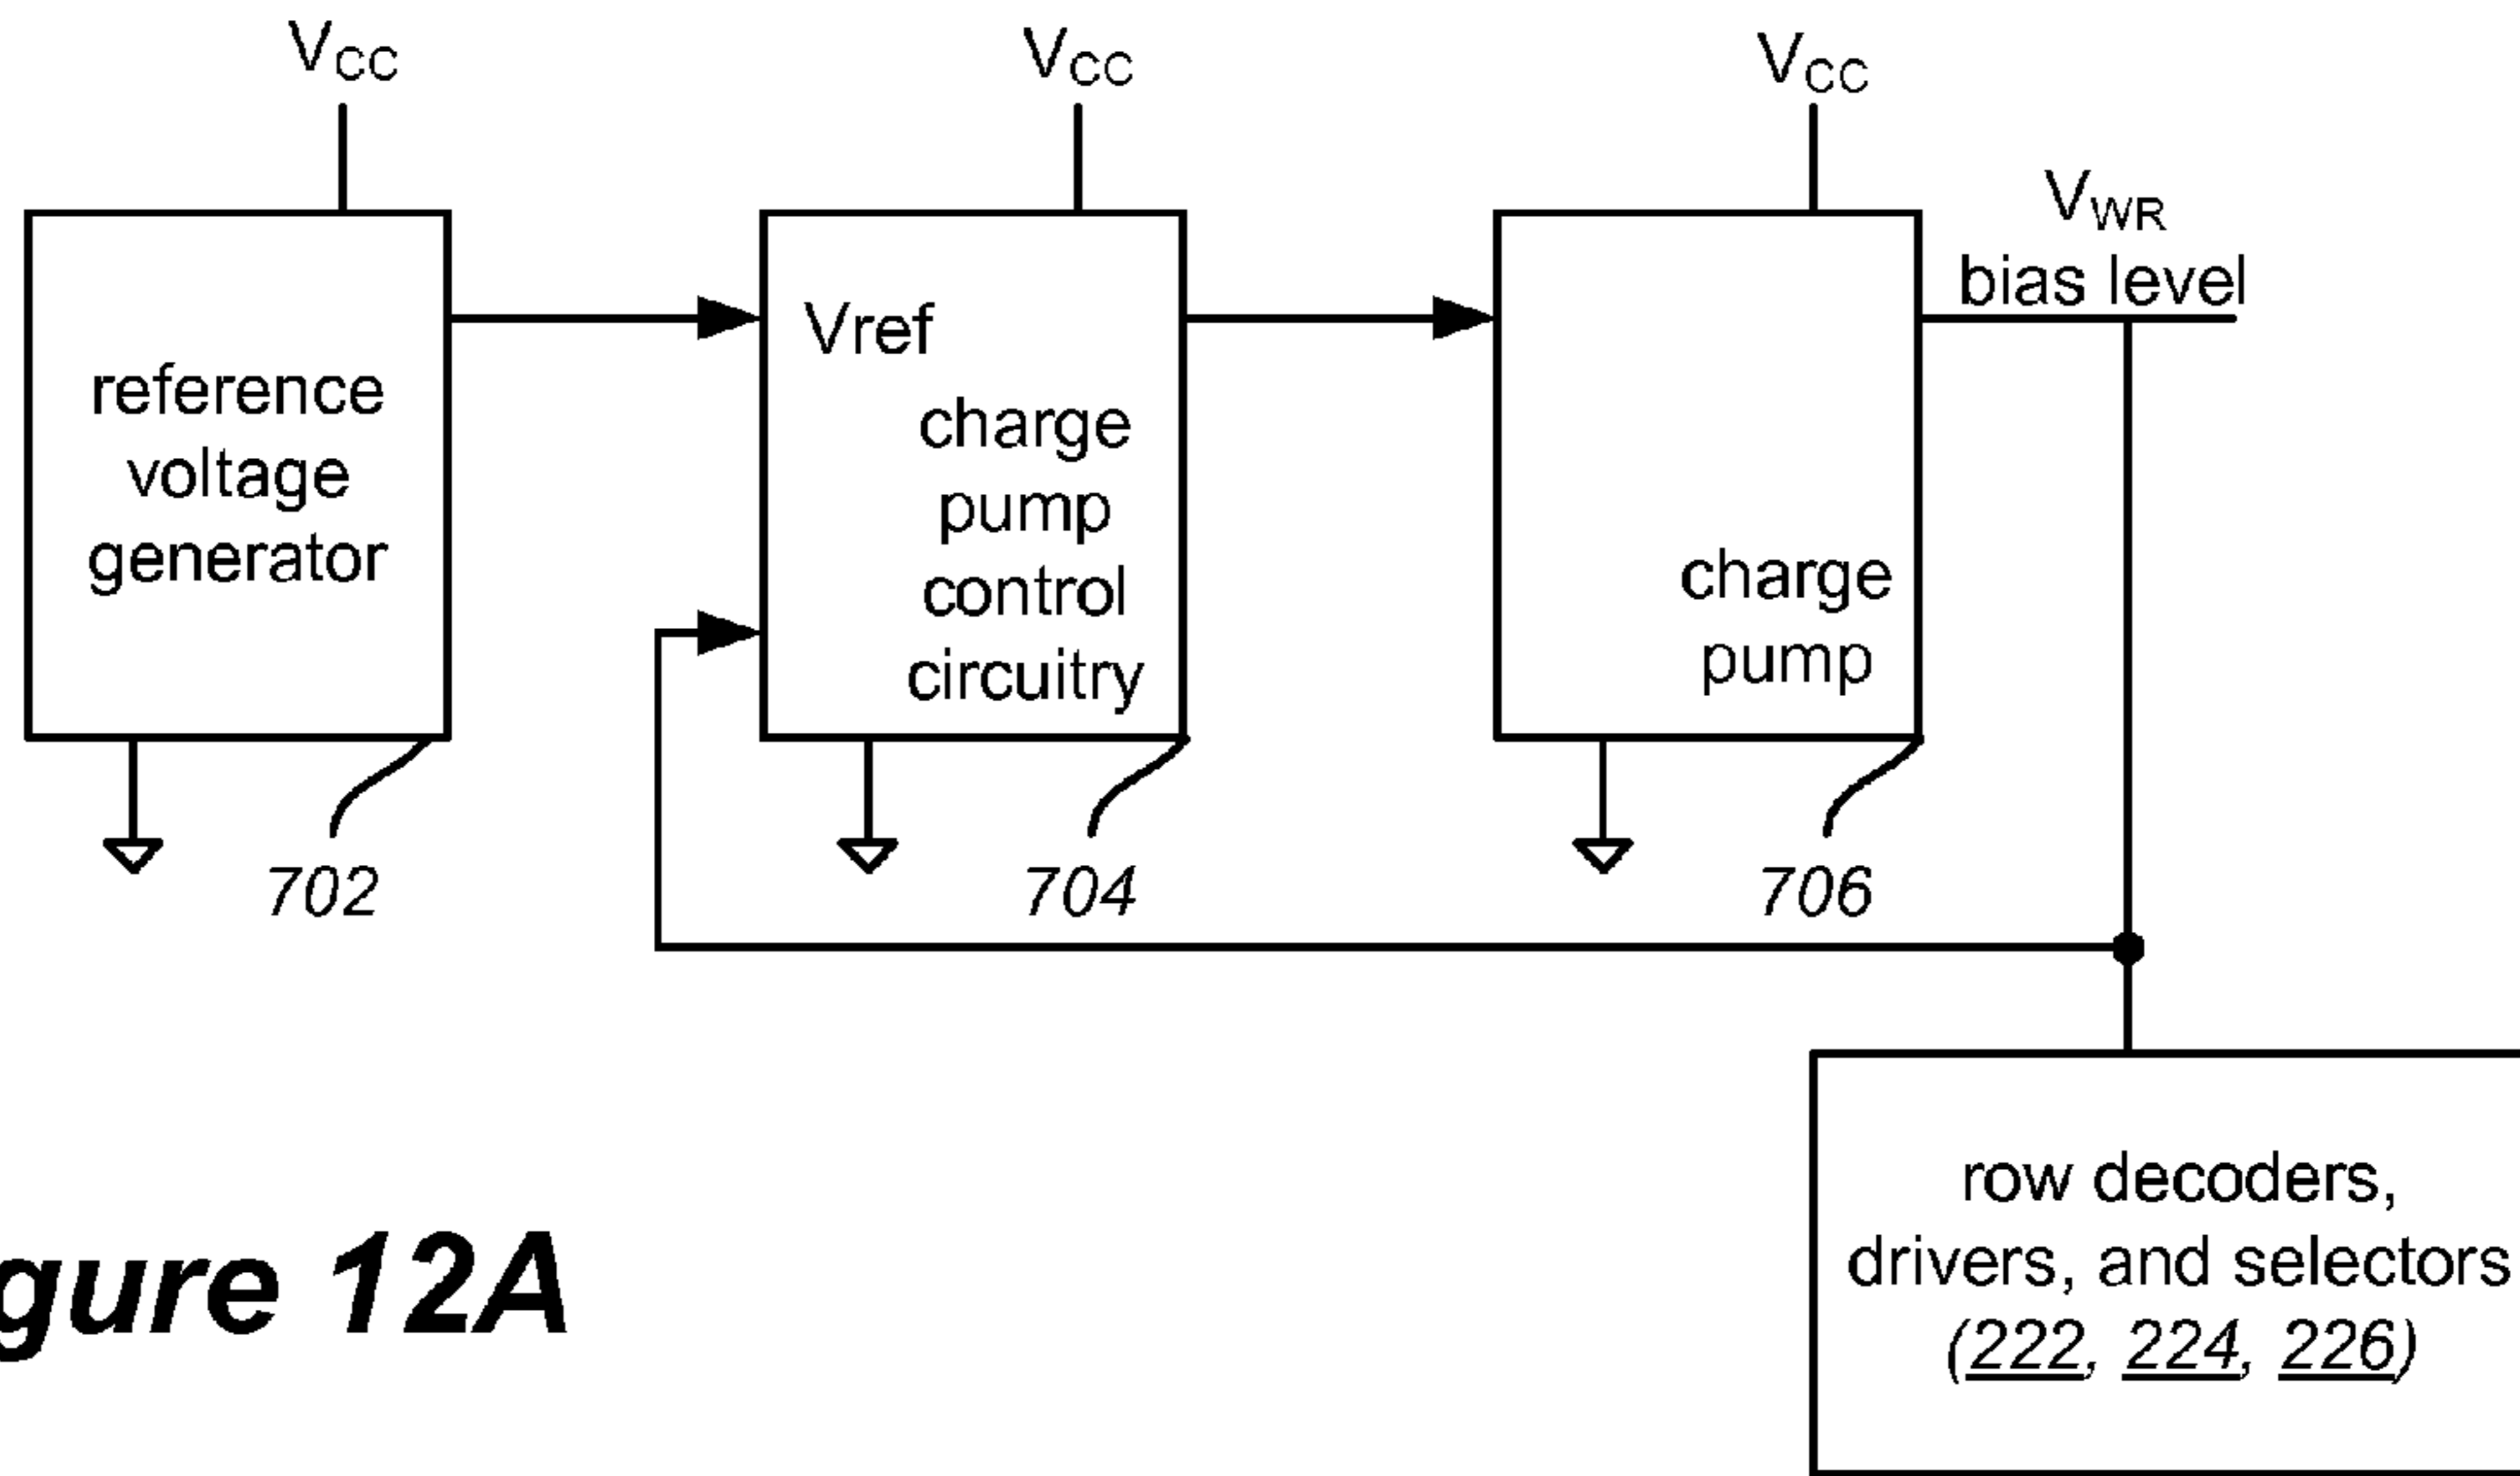 VCC
VCC
VCC
VWR
bias level
reference
voltage
generator
Vref
charge
pump
control
circuitry
charge
pump
702
704
706
row decoders,
drivers, and selectors
(222, 224, 226)
gure 12A